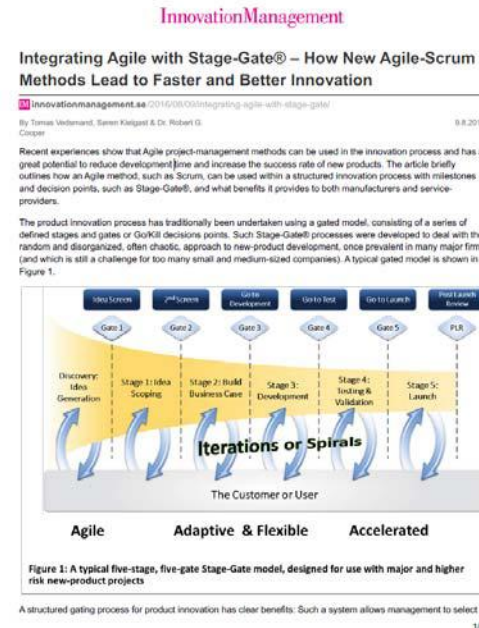 InnovationManagement
Integrating Agile with Stage-Gate® – How New Agile-Scrum
Methods Lead to Faster and Better Innovation
IM innovationmanagement.se/2016/08/09/integrating-agile-with-stage-gate/
By Tomas Vedsmand, Søren Kielgast & Dr. Robert G.
Cooper
9.8.201
Recent experiences show that Agile project-management methods can be used in the innovation process and has
great potential to reduce development time and increase the success rate of new products. The article briefly
outlines how an Agile method, such as Scrum, can be used within a structured innovation process with milestones
and decision points, such as Stage-Gate®, and what benefits it provides to both manufacturers and service-
providers.
The product innovation process has traditionally been undertaken using a gated model, consisting of a series of
defined stages and gates or Go/Kill decisions points. Such Stage-Gate® processes were developed to deal with the
random and disorganized, often chaotic, approach to new-product development, once prevalent in many major firm
(and which is still a challenge for too many small and medium-sized companies). A typical gated model is shown in
Figure 1.
Idea Screen
2nd Screen
Go to
Development
Go to Test
Go to Launch
Post Launch
Review
Gate 1
Gate 2
Gate 3
Gate 4
Gate 5
PLR
Discovery:
Idea
Generation
Stage 1: Idea
Scoping
Stage 2: Build
Business Case
Stage 3:
Development
Stage 4:
Testing &
Validation
Stage 5:
Launch
Iterations or Spirals
The Customer or User
Agile
Adaptive & Flexible
Accelerated
Figure 1: A typical five-stage, five-gate Stage-Gate model, designed for use with major and higher
risk new-product projects
A structured gating process for product innovation has clear benefits: Such a system allows management to select